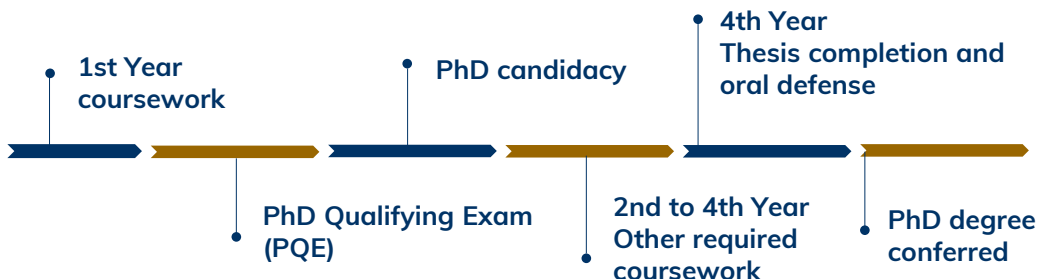 1st Year
coursework
PhD Qualifying Exam
(PQE)
PhD candidacy
2nd to 4th Year
Other required
coursework
4th Year
Thesis completion and
oral defense
PhD degree
conferred